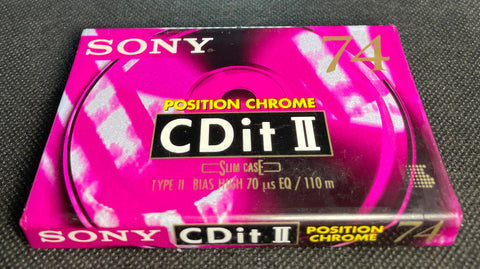 SONY 74
POSITION CHROME
CDit II
SLIM CASE
TYPE II BIAS HIGH 70 µs EQ / 110 m
SONY CDit II POSITION CHROME 74